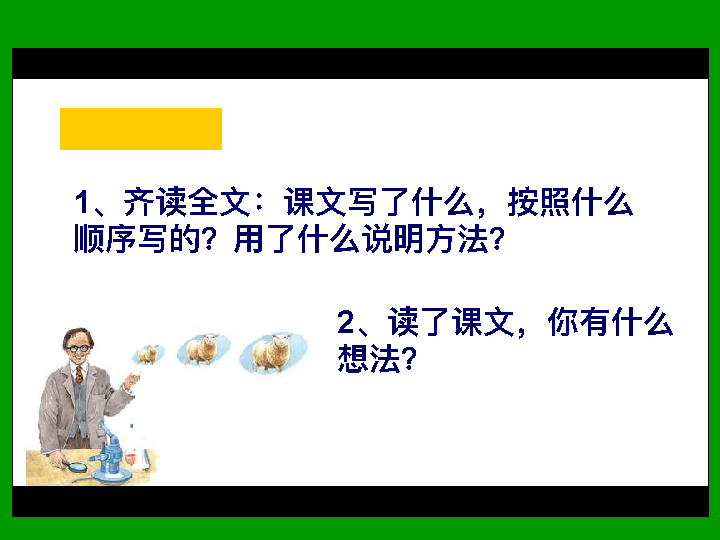 1、齐读全文：课文写了什么，按照什么
顺序写的？用了什么说明方法？
2、读了课文，你有什么
想法？